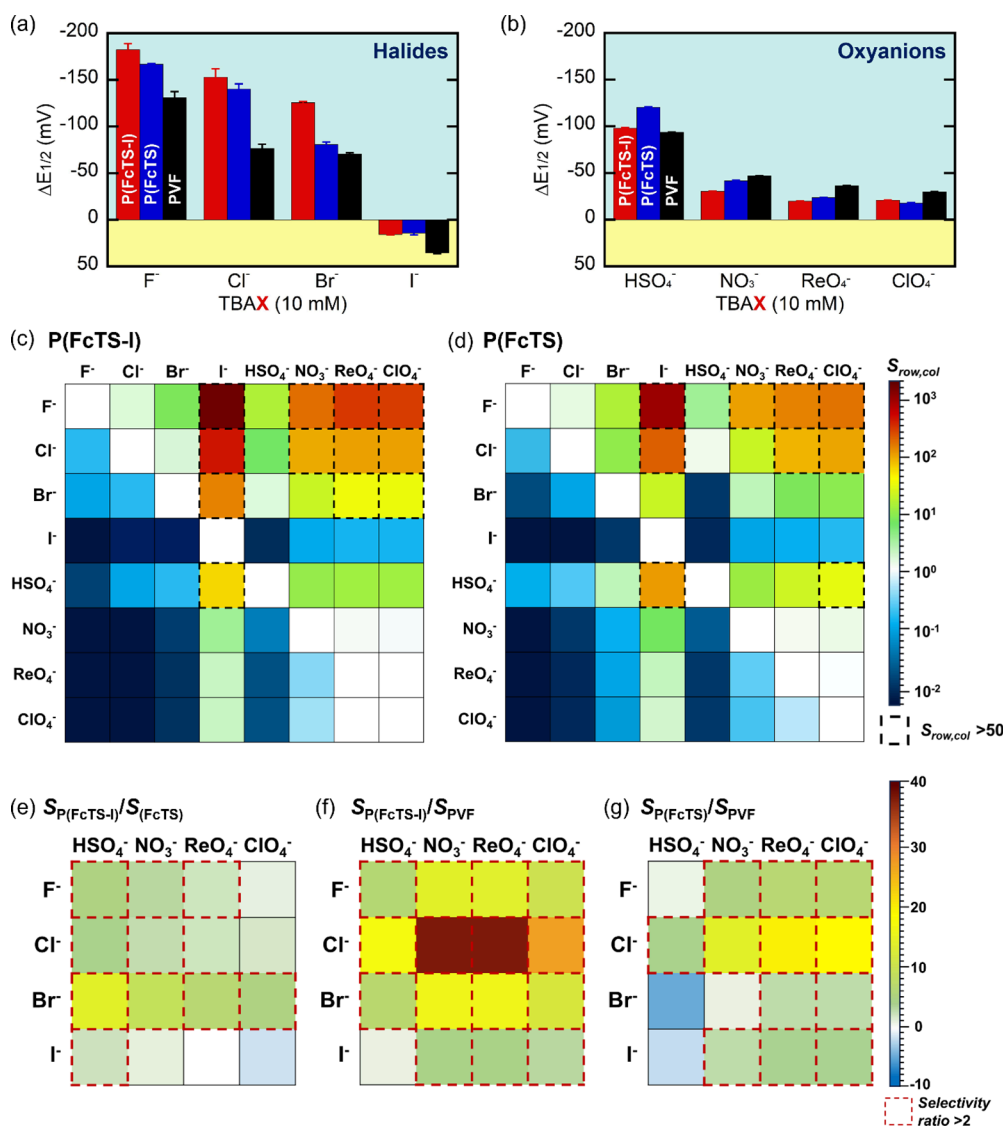 (a)
-200
-150
-100
-50
0
50
ΔE1/2 (mV)
Halides
P(FcTS-I)
P(FcTS)
PVF
F⁻ Cl⁻ Br⁻ I⁻
TBAX (10 mM)
(b)
-200
-150
-100
-50
0
50
ΔE1/2 (mV)
Oxyanions
P(FcTS-I)
P(FcTS)
PVF
HSO₄⁻ NO₃⁻ ReO₄⁻ ClO₄⁻
TBAX (10 mM)
(c) P(FcTS-I)
F⁻ Cl⁻ Br⁻ I⁻ HSO₄⁻ NO₃⁻ ReO₄⁻ ClO₄⁻
F⁻
Cl⁻
Br⁻
I⁻
HSO₄⁻
NO₃⁻
ReO₄⁻
ClO₄⁻
(d) P(FcTS)
F⁻ Cl⁻ Br⁻ I⁻ HSO₄⁻ NO₃⁻ ReO₄⁻ ClO₄⁻
F⁻
Cl⁻
Br⁻
I⁻
HSO₄⁻
NO₃⁻
ReO₄⁻
ClO₄⁻
Srow,col
10³
10²
10¹
10⁰
10⁻¹
10⁻²
Srow,col >50
(e) SP(FcTS-I)/S(FcTS)
HSO₄⁻ NO₃⁻ ReO₄⁻ ClO₄⁻
F⁻
Cl⁻
Br⁻
I⁻
(f) SP(FcTS-I)/SPVF
HSO₄⁻ NO₃⁻ ReO₄⁻ ClO₄⁻
F⁻
Cl⁻
Br⁻
I⁻
(g) SP(FcTS)/SPVF
HSO₄⁻ NO₃⁻ ReO₄⁻ ClO₄⁻
F⁻
Cl⁻
Br⁻
I⁻
40
30
20
10
0
-10
Selectivity
ratio >2